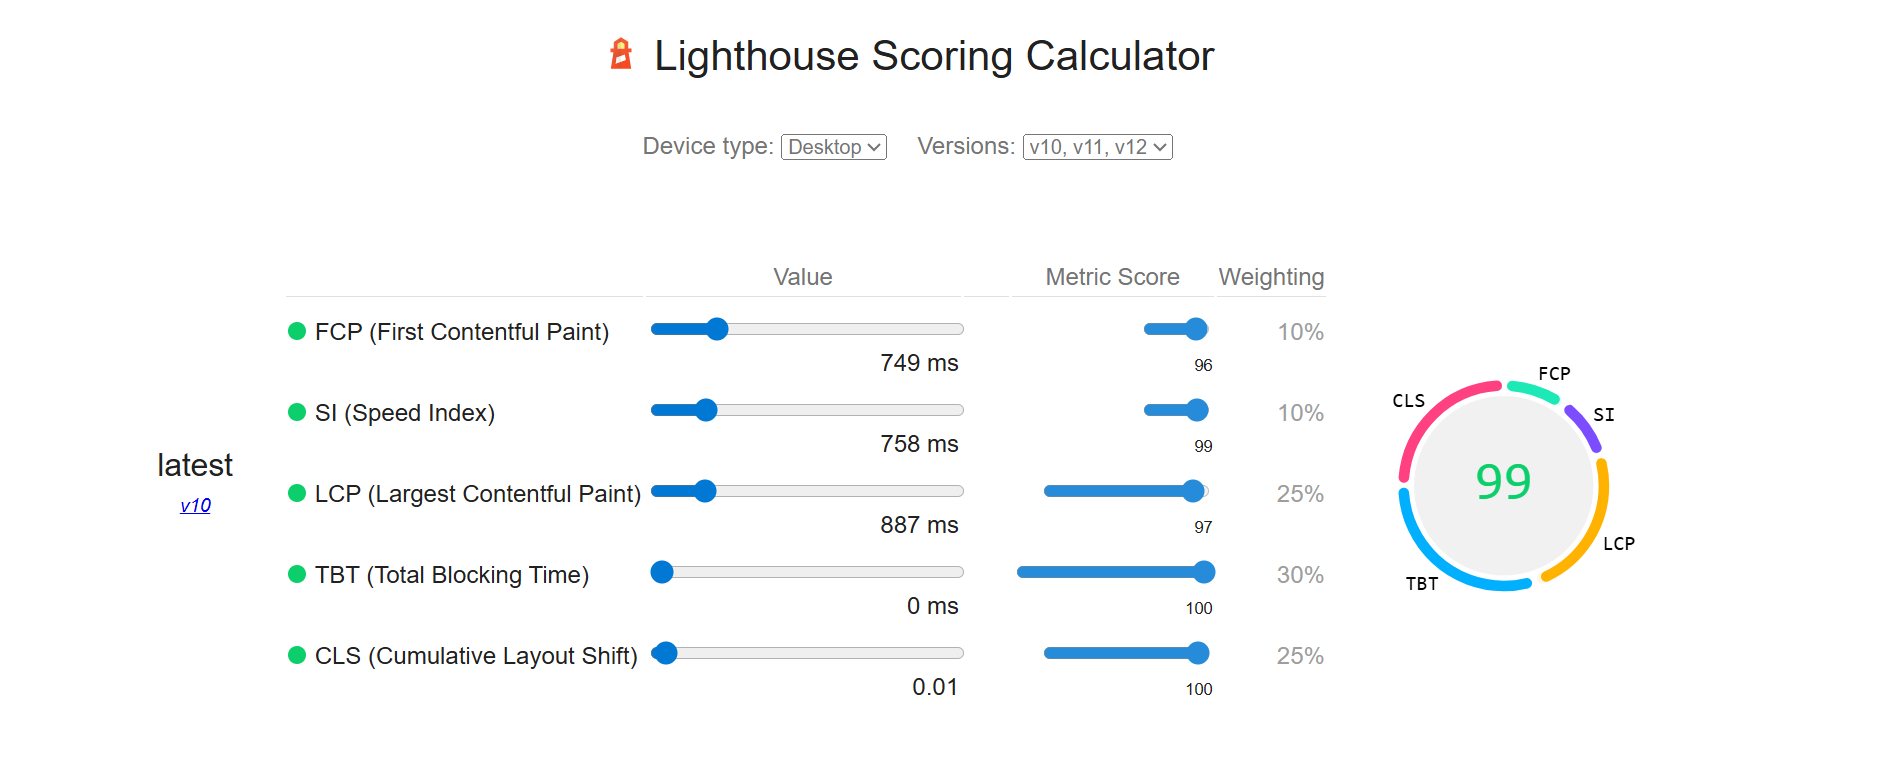 Lighthouse Scoring Calculator
Device type: Desktop Versions: v10, v11, v12
Value Metric Score Weighting
FCP (First Contentful Paint) 10%
749 ms 96
SI (Speed Index) 10%
758 ms 99
latest
v10
LCP (Largest Contentful Paint) 25%
887 ms 97
TBT (Total Blocking Time) 30%
0 ms 100
CLS (Cumulative Layout Shift) 25%
0.01 100
FCP
CLS
SI
99
LCP
TBT